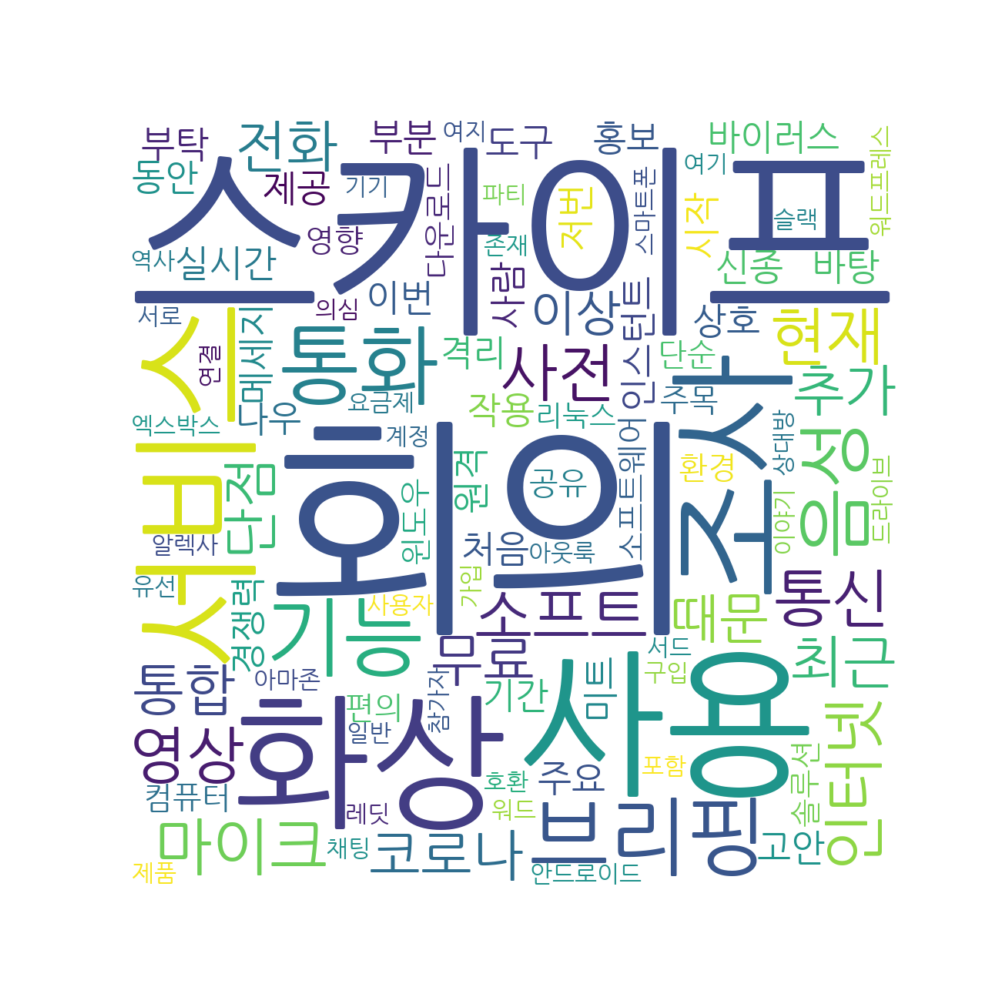 부탁
전화
부분
여지
도구
홍보
바이러스
워드프레스
동안
제공
기기
다운로드
파티
저번
스마트폰
여기
슬랙
스카이프
영향
존재
시작
역사
실시간
사람
신종
바탕
서로
의심
이번
이상
인스턴트
상호
현재
서비스
연결
메세지
통화
격리
사전
단순
조사
추가
엑스박스
나우
요금제
작용
리눅스
주목
계정
회의
소프트웨어
환경
상대방
음성
단점
원격
공유
이야기
드라이브
알렉사
윈도우
처음
아웃룩
유선
경쟁력
기능
사용자
가입
소프트
때문
통신
무료
서드
최근
통합
아마존
편의
참가자
기간
미트
구입
사용
영상
화상
일반
호환
주요
포함
솔루션
인터넷
컴퓨터
레딧
워드
브리핑
고안
마이크
채팅
코로나
제품
안드로이드